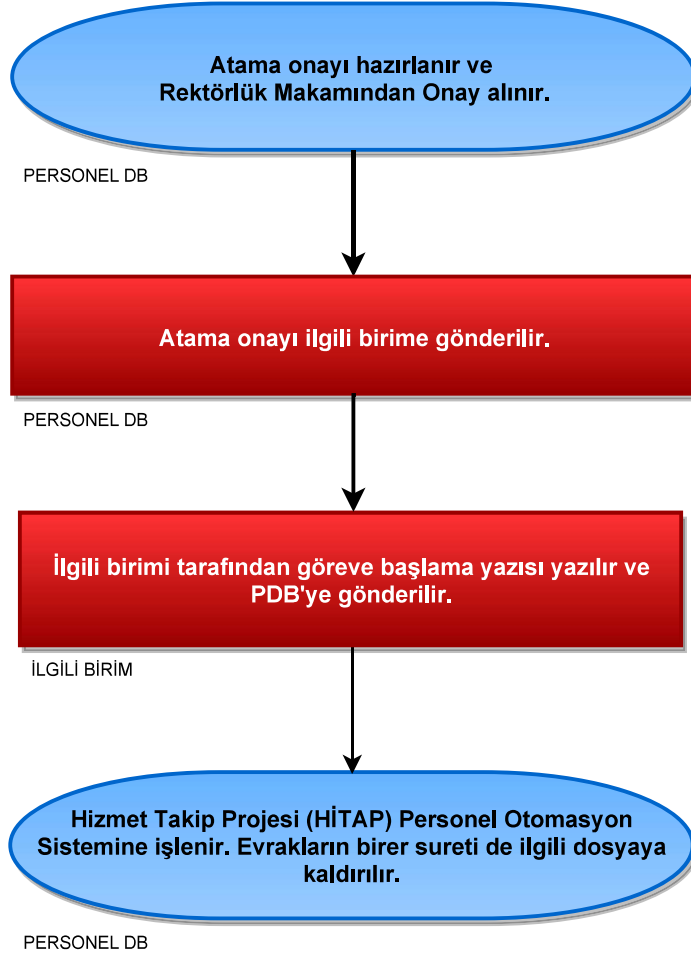 Atama onayı hazırlanır ve
Rektörlük Makamından Onay alınır.
PERSONEL DB
Atama onayı ilgili birime gönderilir.
PERSONEL DB
İlgili birimi tarafından göreve başlama yazısı yazılır ve
PDB'ye gönderilir.
İLGİLİ BİRİM
Hizmet Takip Projesi (HİTAP) Personel Otomasyon
Sistemine işlenir. Evrakların birer sureti de ilgili dosyaya
kaldırılır.
PERSONEL DB